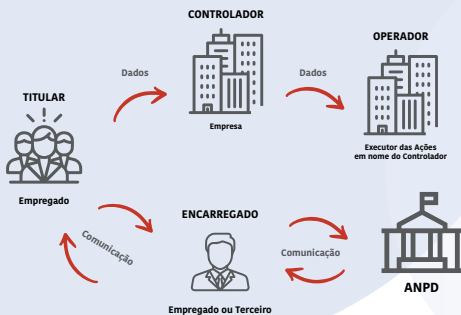 CONTROLADOR
OPERADOR
Dados
Dados
TITULAR
Empresa
Executor das Ações
em nome do Controlador
Empregado
ENCARREGADO
Comunicação
Comunicação
ANPD
Empregado ou Terceiro